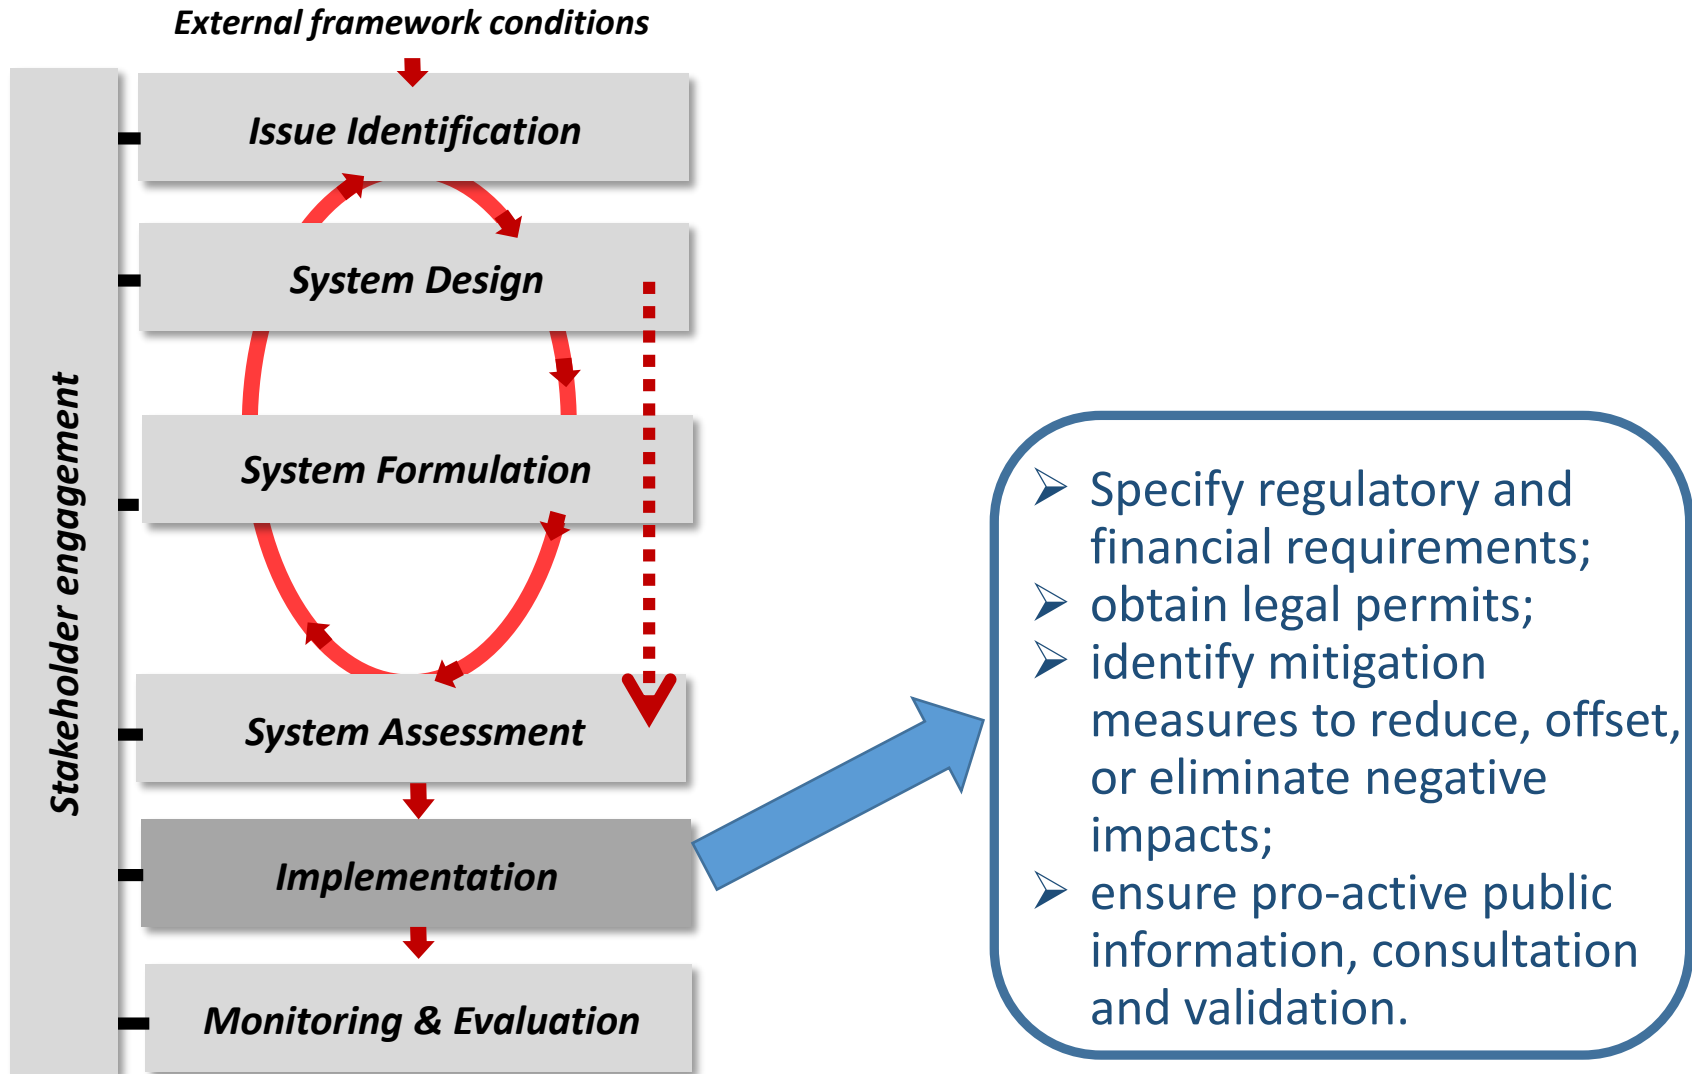 External framework conditions
Issue Identification
System Design
System Formulation
System Assessment
Implementation
Monitoring & Evaluation
Stakeholder engagement
Specify regulatory and
financial requirements;
obtain legal permits;
identify mitigation
measures to reduce, offset,
or eliminate negative
impacts;
ensure pro-active public
information, consultation
and validation.